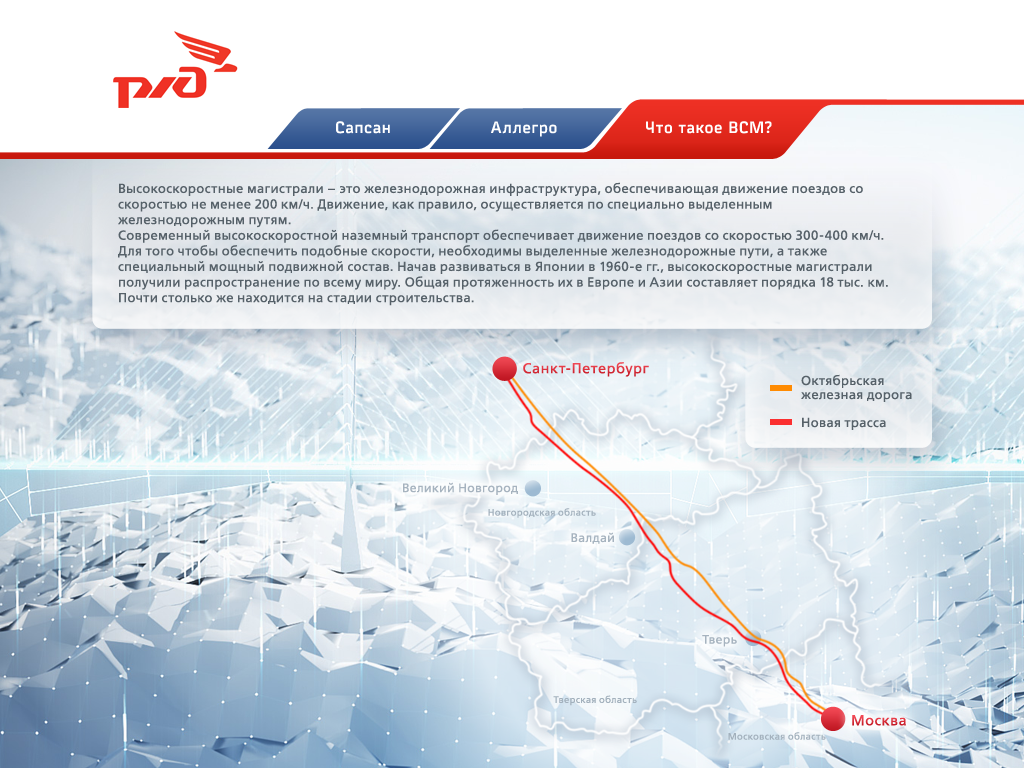 ржд
Сапсан
Аллегро
Что такое ВСМ?
Высокоскоростные магистрали – это железнодорожная инфраструктура, обеспечивающая движение поездов со
скоростью не менее 200 км/ч. Движение, как правило, осуществляется по специально выделенным
железнодорожным путям.
Современный высокоскоростной наземный транспорт обеспечивает движение поездов со скоростью 300-400 км/ч.
Для того чтобы обеспечить подобные скорости, необходимы выделенные железнодорожные пути, а также
специальный мощный подвижной состав. Начав развиваться в Японии в 1960-е гг., высокоскоростные магистрали
получили распространение по всему миру. Общая протяженность их в Европе и Азии составляет порядка 18 тыс. км.
Почти столько же находится на стадии строительства.
Санкт-Петербург
Октябрьская
железная дорога
Новая трасса
Великий Новгород
Новгородская область
Валдай
Тверь
Тверская область
Москва
Московская область